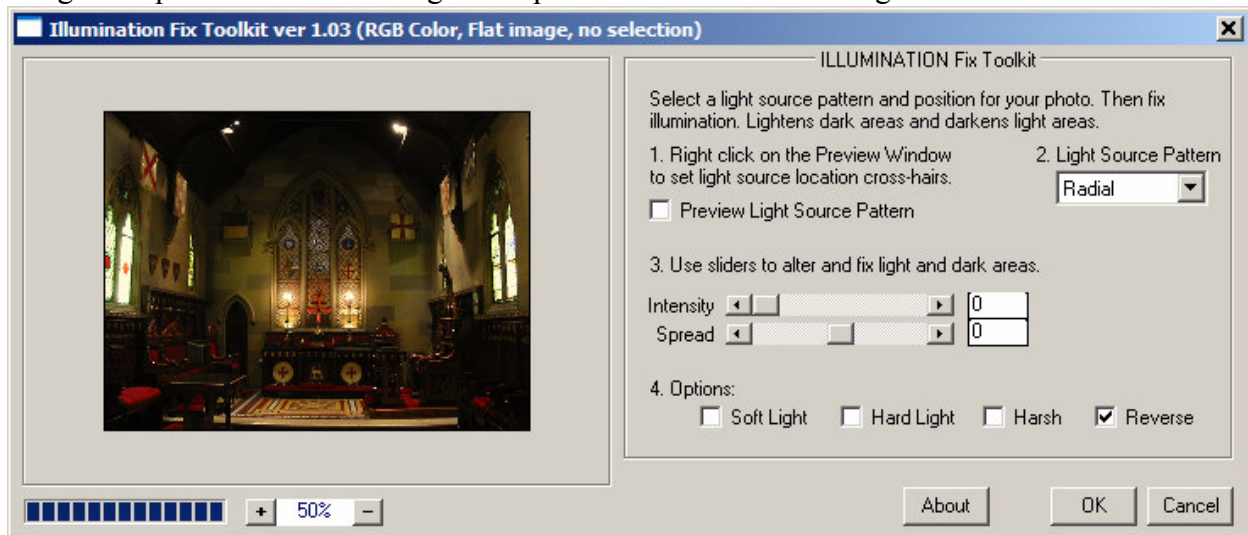 Illumination Fix Toolkit ver 1.03 (RGB Color, Flat image, no selection)
ILLUMINATION Fix Toolkit
Select a light source pattern and position for your photo. Then fix
illumination. Lightens dark areas and darkens light areas.
1. Right click on the Preview Window
to set light source location cross-hairs.
2. Light Source Pattern
Radial
Preview Light Source Pattern
3. Use sliders to alter and fix light and dark areas.
Intensity 0
Spread 0
4. Options:
Soft Light Hard Light Harsh Reverse
+ 50% -
About OK Cancel